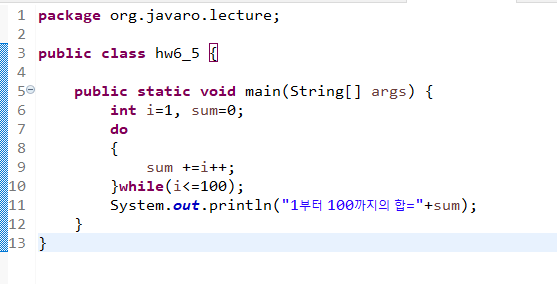 1 package org.javaro.lecture;
2
3 public class hw6_5 {
4
5 public static void main(String[] args) {
6 int i=1, sum=0;
7 do
8 {
9 sum +=i++;
10 }while(i<=100);
11 System.out.println("1부터 100까지의 합="+sum);
12 }
13 }